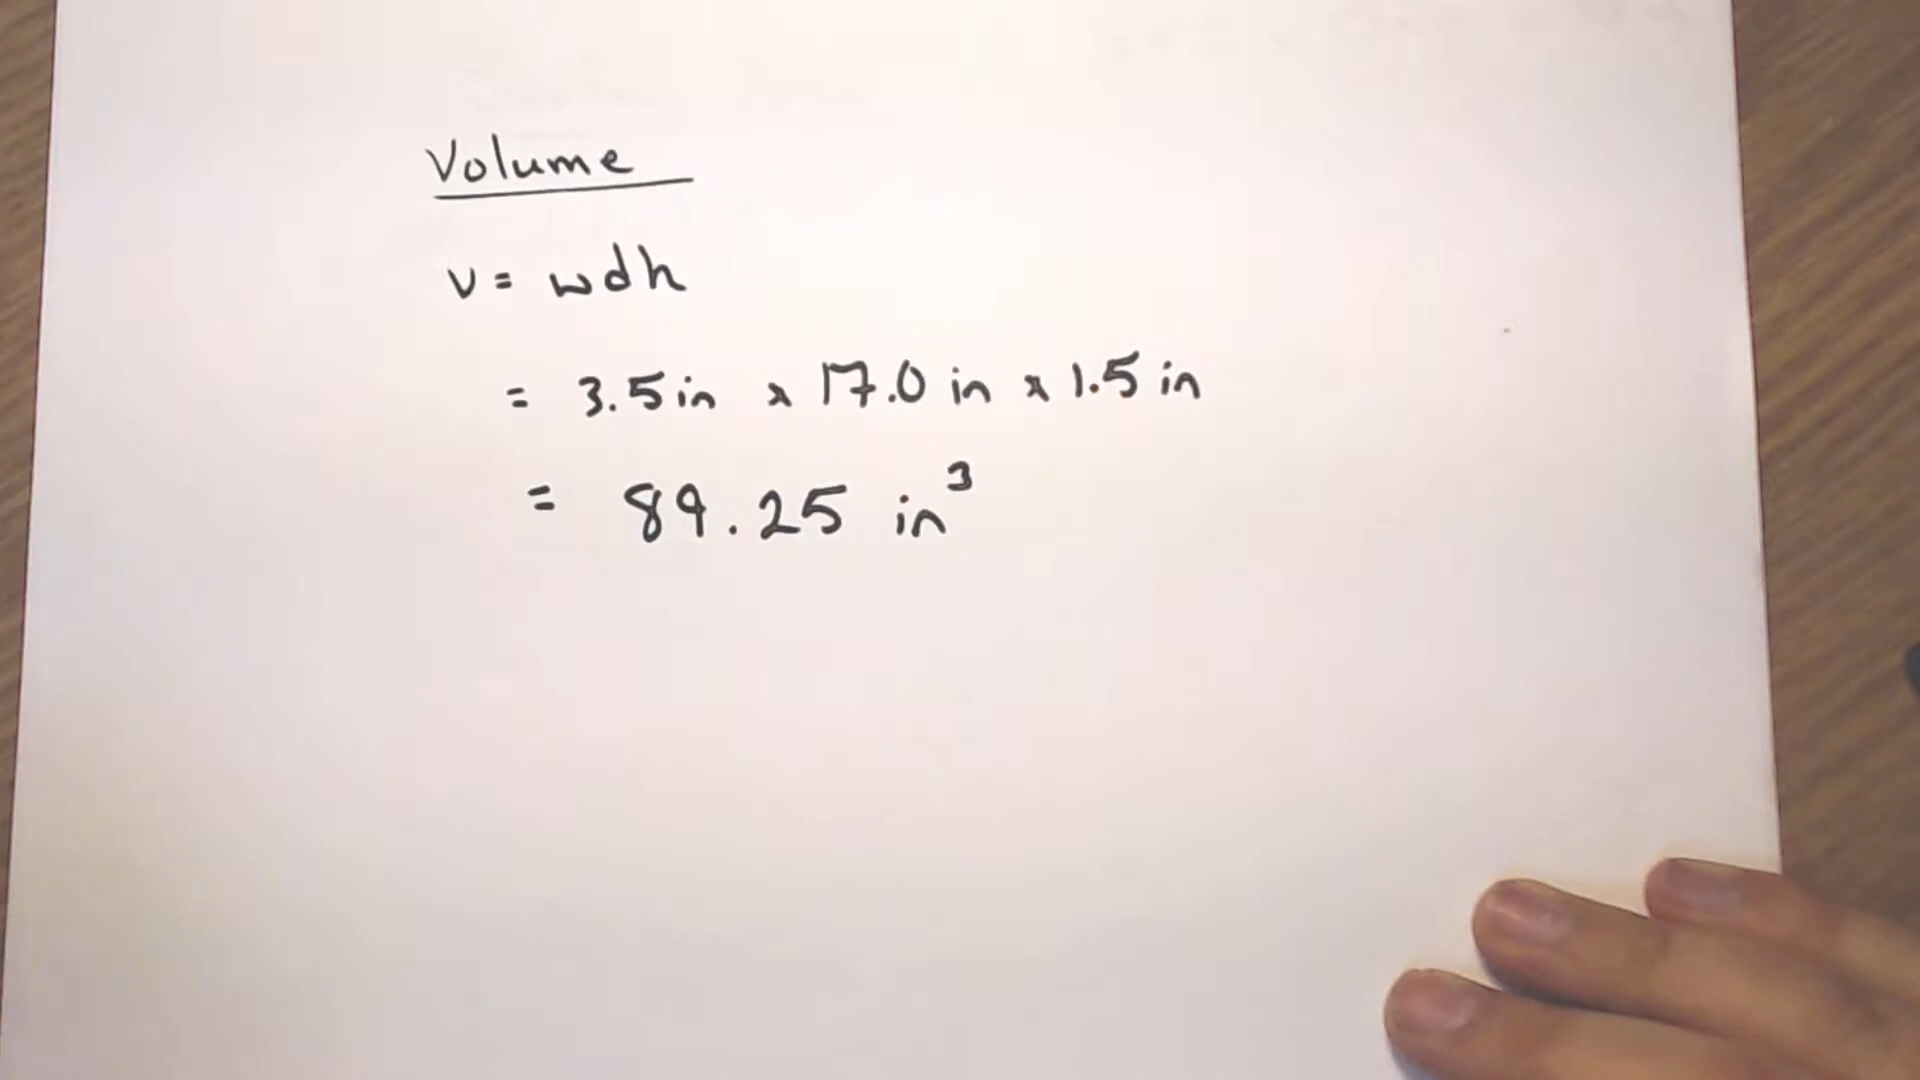 Volume
v = wdh
= 3.5 in x 17.0 in x 1.5 in
= 89.25 in³